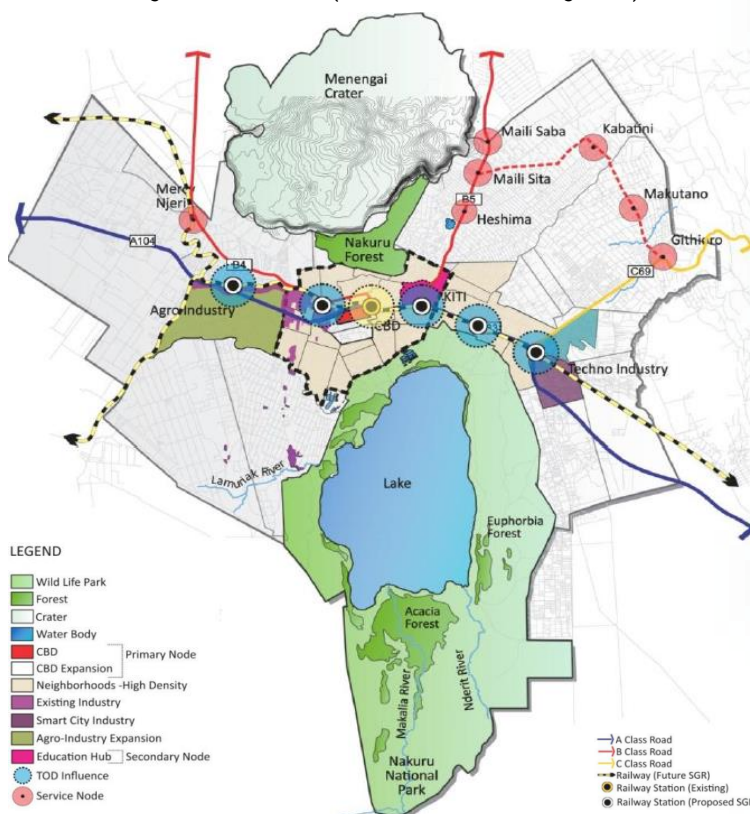 Menengai
Crater
Maili Saba
Kabatini
Maili Sita
Mercy
Njeri
B5
Heshima
Makutano
Nakuru
Forest
A104
B4
Githioro
C69
KiTi
Agro Industry
CBD
Techno Industry
Lamuriak River
Lake
Euphorbia
Forest
Acacia
Forest
Makalia River
Nderit River
Nakuru
National
Park
LEGEND
Wild Life Park
Forest
Crater
Water Body
CBD
CBD Expansion
Primary Node
Neighborhoods -High Density
Existing Industry
Smart City Industry
Agro-Industry Expansion
Education Hub
Secondary Node
TOD Influence
Service Node
A Class Road
B Class Road
C Class Road
Railway (Future SGR)
Railway Station (Existing)
Railway Station (Proposed